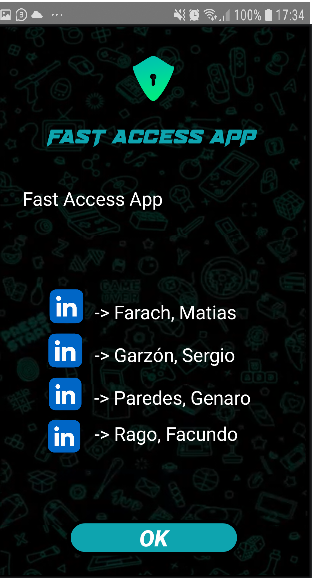 3 ... 100% 17:34
FAST ACCESS APP
Fast Access App
in -> Farach, Matias
in -> Garzón, Sergio
in -> Paredes, Genaro
in -> Rago, Facundo
OK